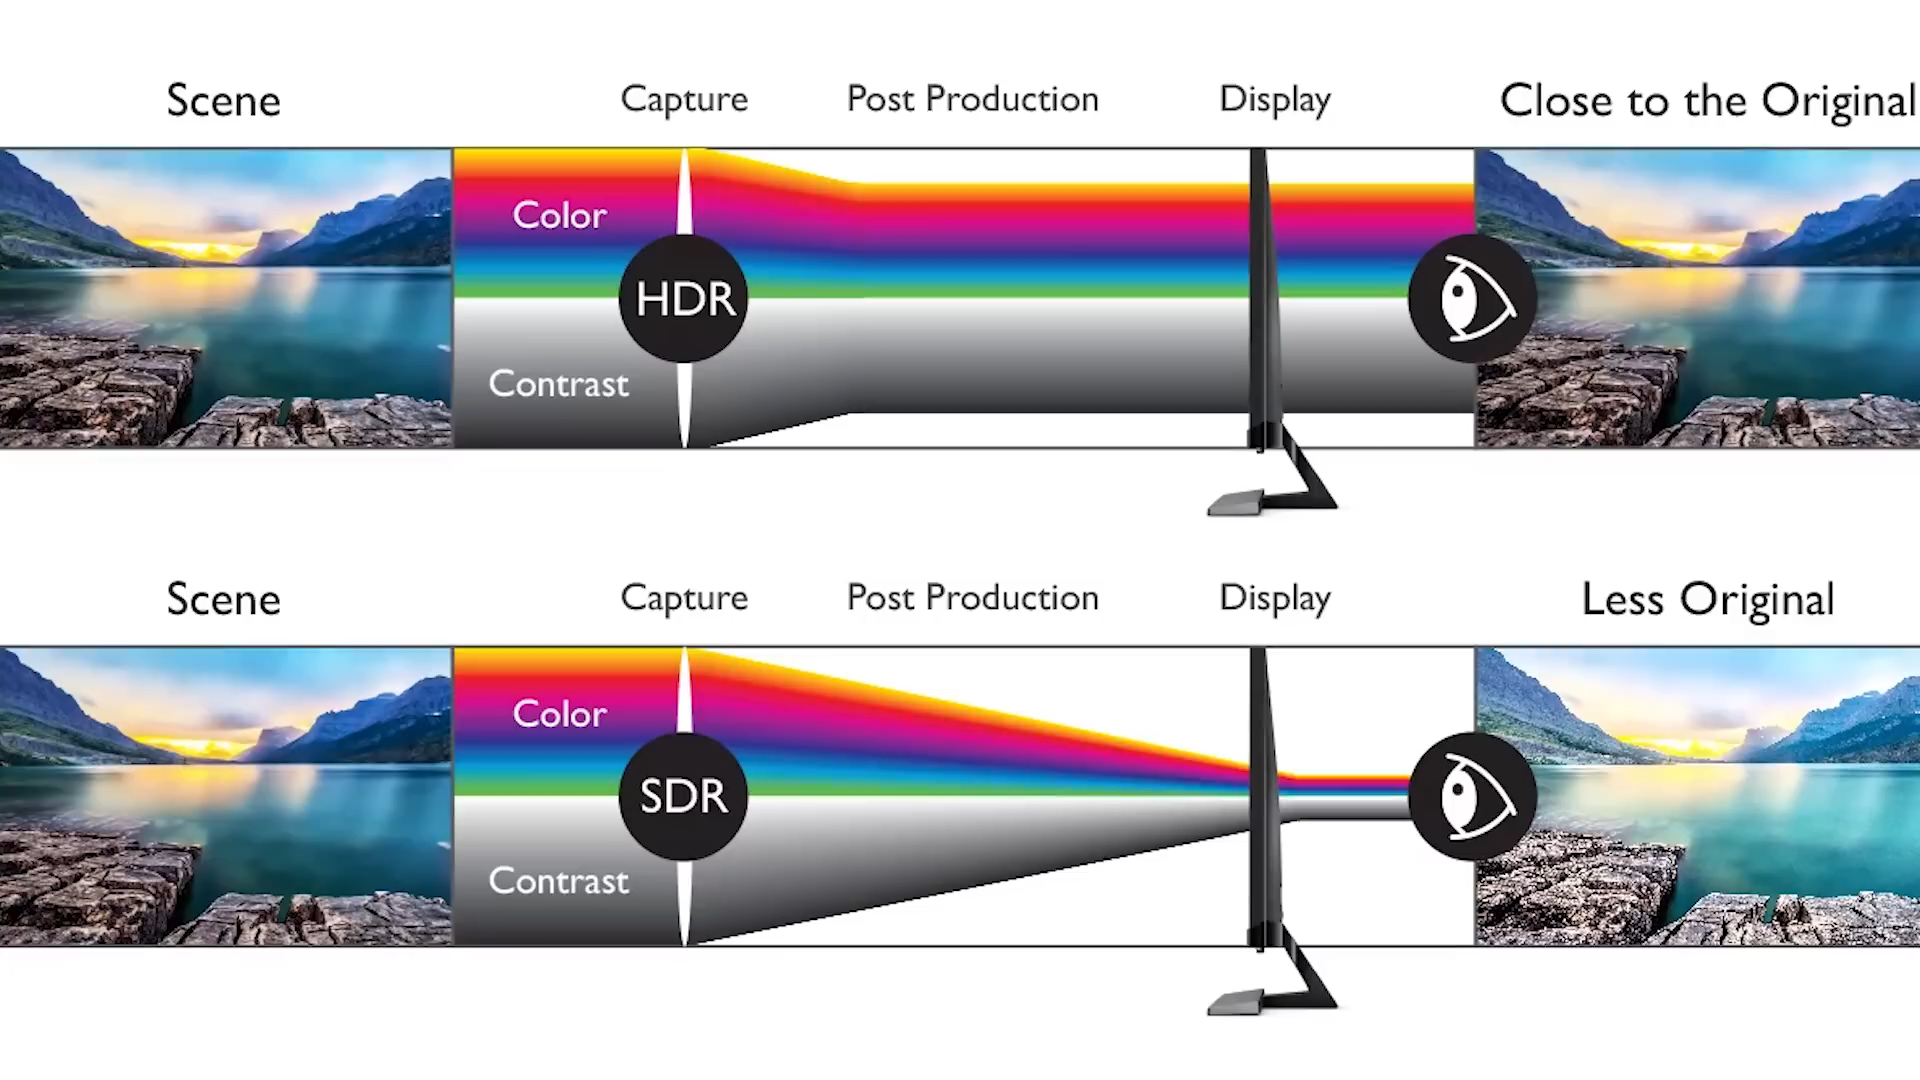 Scene
Capture
Post Production
Display
Close to the Original
Color
HDR
Contrast
Scene
Capture
Post Production
Display
Less Original
Color
SDR
Contrast